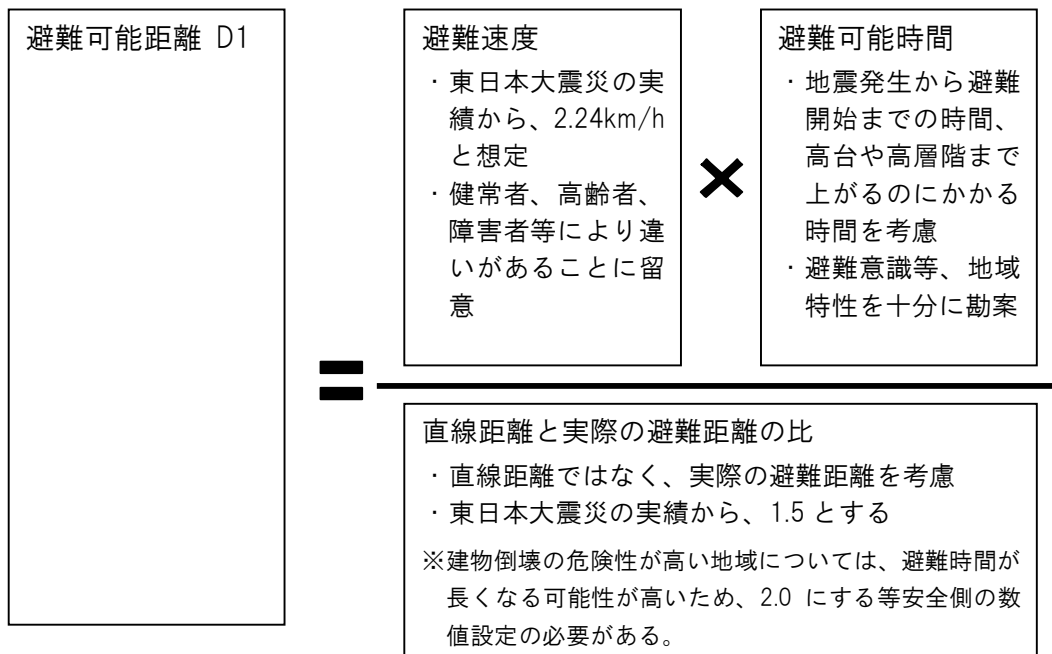 避難可能距離 D1
避難速度
・東日本大震災の実
績から、2.24km/h
と想定
・健常者、高齢者、
障害者等により違
いがあることに留
意
×
避難可能時間
・地震発生から避難
開始までの時間、
高台や高層階まで
上がるのにかかる
時間を考慮
・避難意識等、地域
特性を十分に勘案
=
直線距離と実際の避難距離の比
・直線距離ではなく、実際の避難距離を考慮
・東日本大震災の実績から、1.5 とする
※建物倒壊の危険性が高い地域については、避難時間が
長くなる可能性が高いため、2.0 にする等安全側の数
値設定の必要がある。